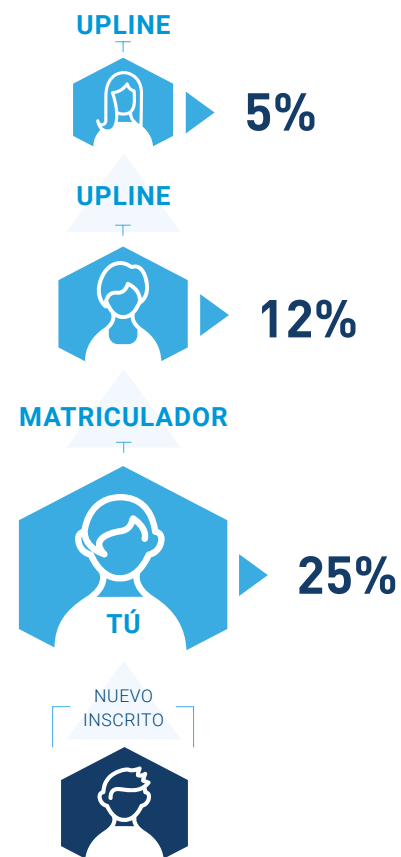 UPLINE
5%
UPLINE
12%
MATRICULADOR
25%
TÚ
NUEVO
INSCRITO